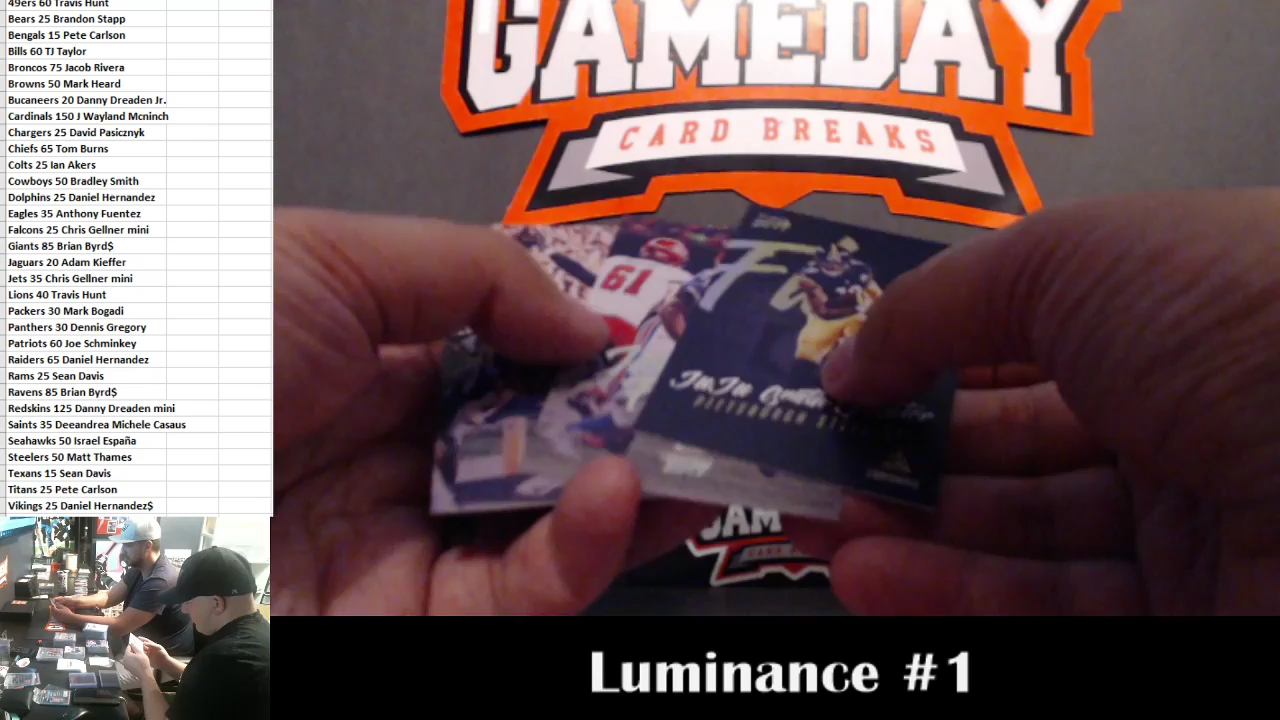 49ers 60 Travis Hunt
Bears 25 Brandon Stapp
Bengals 15 Pete Carlson
Bills 60 TJ Taylor
Broncos 75 Jacob Rivera
Browns 50 Mark Heard
Bucaneers 20 Danny Dreaden Jr.
Cardinals 150 J Wayland Mcninch
Chargers 25 David Pasicznyk
Chiefs 65 Tom Burns
Colts 25 Ian Akers
Cowboys 50 Bradley Smith
Dolphins 25 Daniel Hernandez
Eagles 35 Anthony Fuentez
Falcons 25 Chris Gellner mini
Giants 85 Brian Byrd$
Jaguars 20 Adam Kieffer
Jets 35 Chris Gellner mini
Lions 40 Travis Hunt
Packers 30 Mark Bogadi
Panthers 30 Dennis Gregory
Patriots 60 Joe Schminkey
Raiders 65 Daniel Hernandez
Rams 25 Sean Davis
Ravens 85 Brian Byrd$
Redskins 125 Danny Dreaden mini
Saints 35 Deeandrea Michele Casaus
Seahawks 50 Israel España
Steelers 50 Matt Thames
Texans 15 Sean Davis
Titans 25 Pete Carlson
Vikings 25 Daniel Hernandez$
GAMEDAY
CARD BREAKS
61
JuJu
PITTSBURGH
Luminance #1